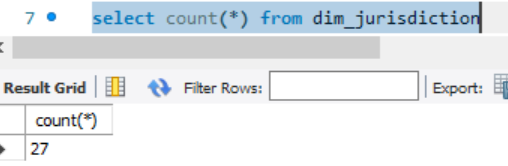 7 select count(*) from dim_jurisdiction
Result Grid Filter Rows: Export:
count(*)
27